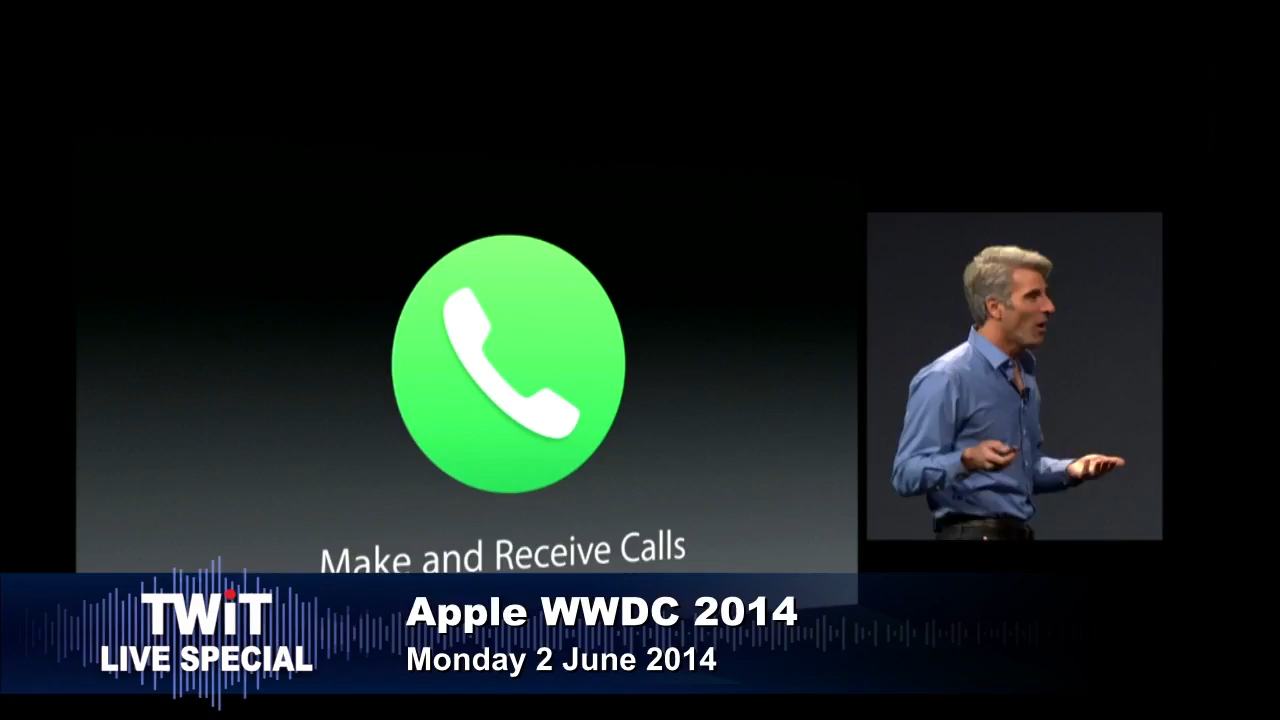 Make and Receive Calls
TWiT
LIVE SPECIAL
Apple WWDC 2014
Monday 2 June 2014